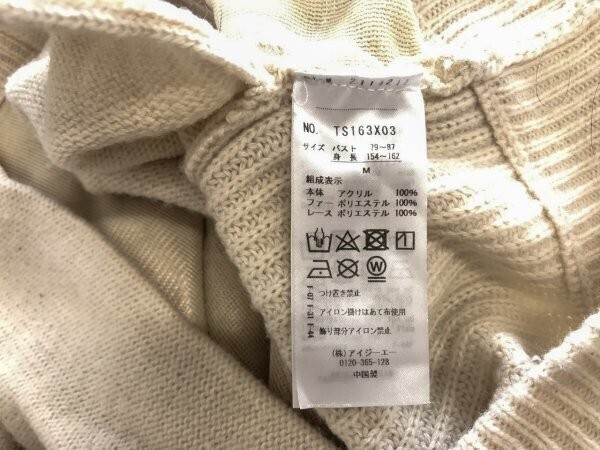 NO. TS163X03
サイズ バスト 79~87
身長 154~162
M
組成表示
本体 アクリル 100%
ファー ポリエステル 100%
レース ポリエステル 100%
W
つけ置き禁止
アイロン掛けはあて布使用
飾り部分アイロン禁止
F-07 F-31 F-44
(株)アイジーエー
0120-365-128
中国製